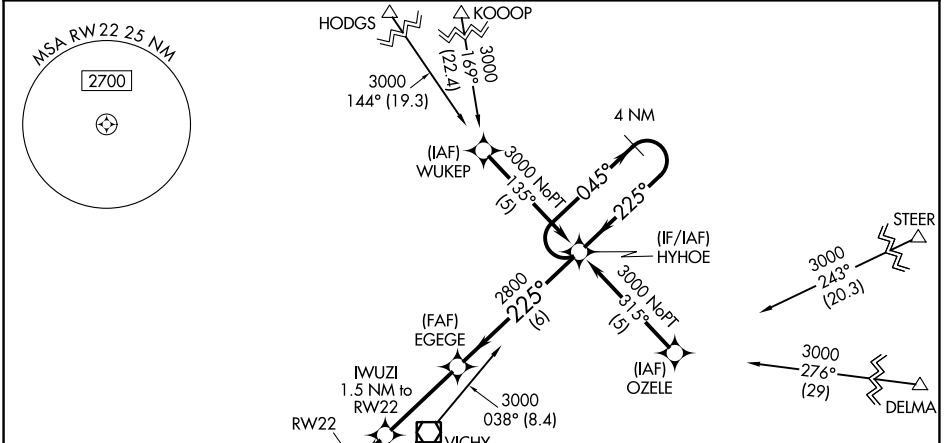 MSA RW22 25 NM
2700
HODGS
KOOOP
3000
144° (19.3)
3000
169°
(22.4)
4 NM
(IAF)
WUKEP
3000 NoPT
135°
(5)
045°
225°
(IF/IAF)
HYHOE
STEER
3000
243°
(20.3)
2800
225°
(6)
3000 NoPT
315°
(5)
(FAF)
EGEGE
(IAF)
OZELE
3000
276°
(29)
DELMA
IWUZI
1.5 NM to
RW22
3000
038° (8.4)
RW22
VICHY